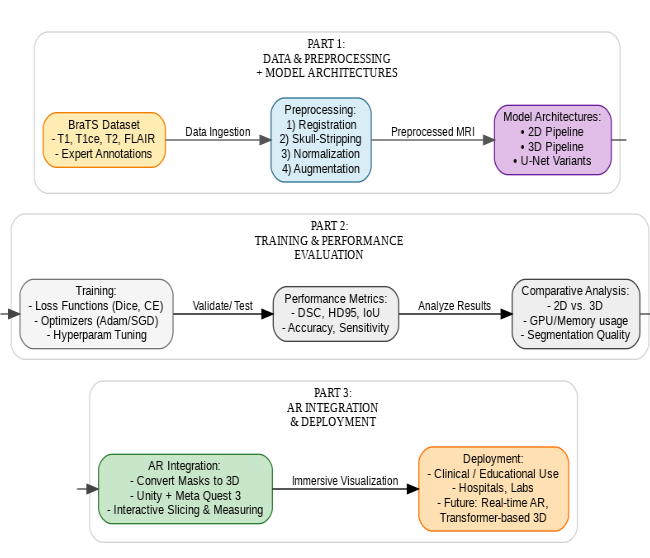 PART 1:
DATA & PREPROCESSING
+ MODEL ARCHITECTURES
BraTS Dataset
- T1, T1ce, T2, FLAIR
- Expert Annotations
Data Ingestion
Preprocessing:
1) Registration
2) Skull-Stripping
3) Normalization
4) Augmentation
Preprocessed MRI
Model Architectures:
• 2D Pipeline
• 3D Pipeline
• U-Net Variants
PART 2:
TRAINING & PERFORMANCE
EVALUATION
Training:
- Loss Functions (Dice, CE)
- Optimizers (Adam/SGD)
- Hyperparam Tuning
Validate/ Test
Performance Metrics:
- DSC, HD95, IoU
- Accuracy, Sensitivity
Analyze Results
Comparative Analysis:
- 2D vs. 3D
- GPU/Memory usage
- Segmentation Quality
PART 3:
AR INTEGRATION
& DEPLOYMENT
AR Integration:
- Convert Masks to 3D
- Unity + Meta Quest 3
- Interactive Slicing & Measuring
Immersive Visualization
Deployment:
- Clinical / Educational Use
- Hospitals, Labs
- Future: Real-time AR,
Transformer-based 3D